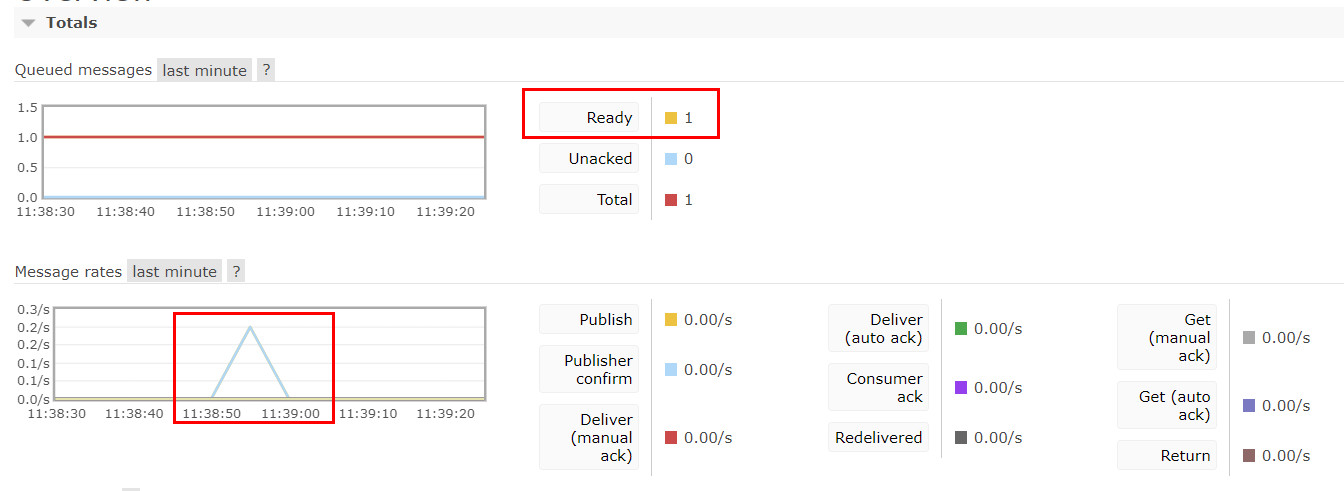 Totals
Queued messages last minute ?
1.5
1.0
0.5
0.0
11:38:30 11:38:40 11:38:50 11:39:00 11:39:10 11:39:20
Ready 1
Unacked 0
Total 1
Message rates last minute ?
0.3/s
0.2/s
0.2/s
0.1/s
0.1/s
0.0/s
11:38:30 11:38:40 11:38:50 11:39:00 11:39:10 11:39:20
Publish 0.00/s
Publisher
confirm 0.00/s
Deliver
(manual
ack) 0.00/s
Deliver
(auto ack) 0.00/s
Consumer
ack 0.00/s
Redelivered 0.00/s
Get
(manual
ack) 0.00/s
Get (auto
ack) 0.00/s
Return 0.00/s